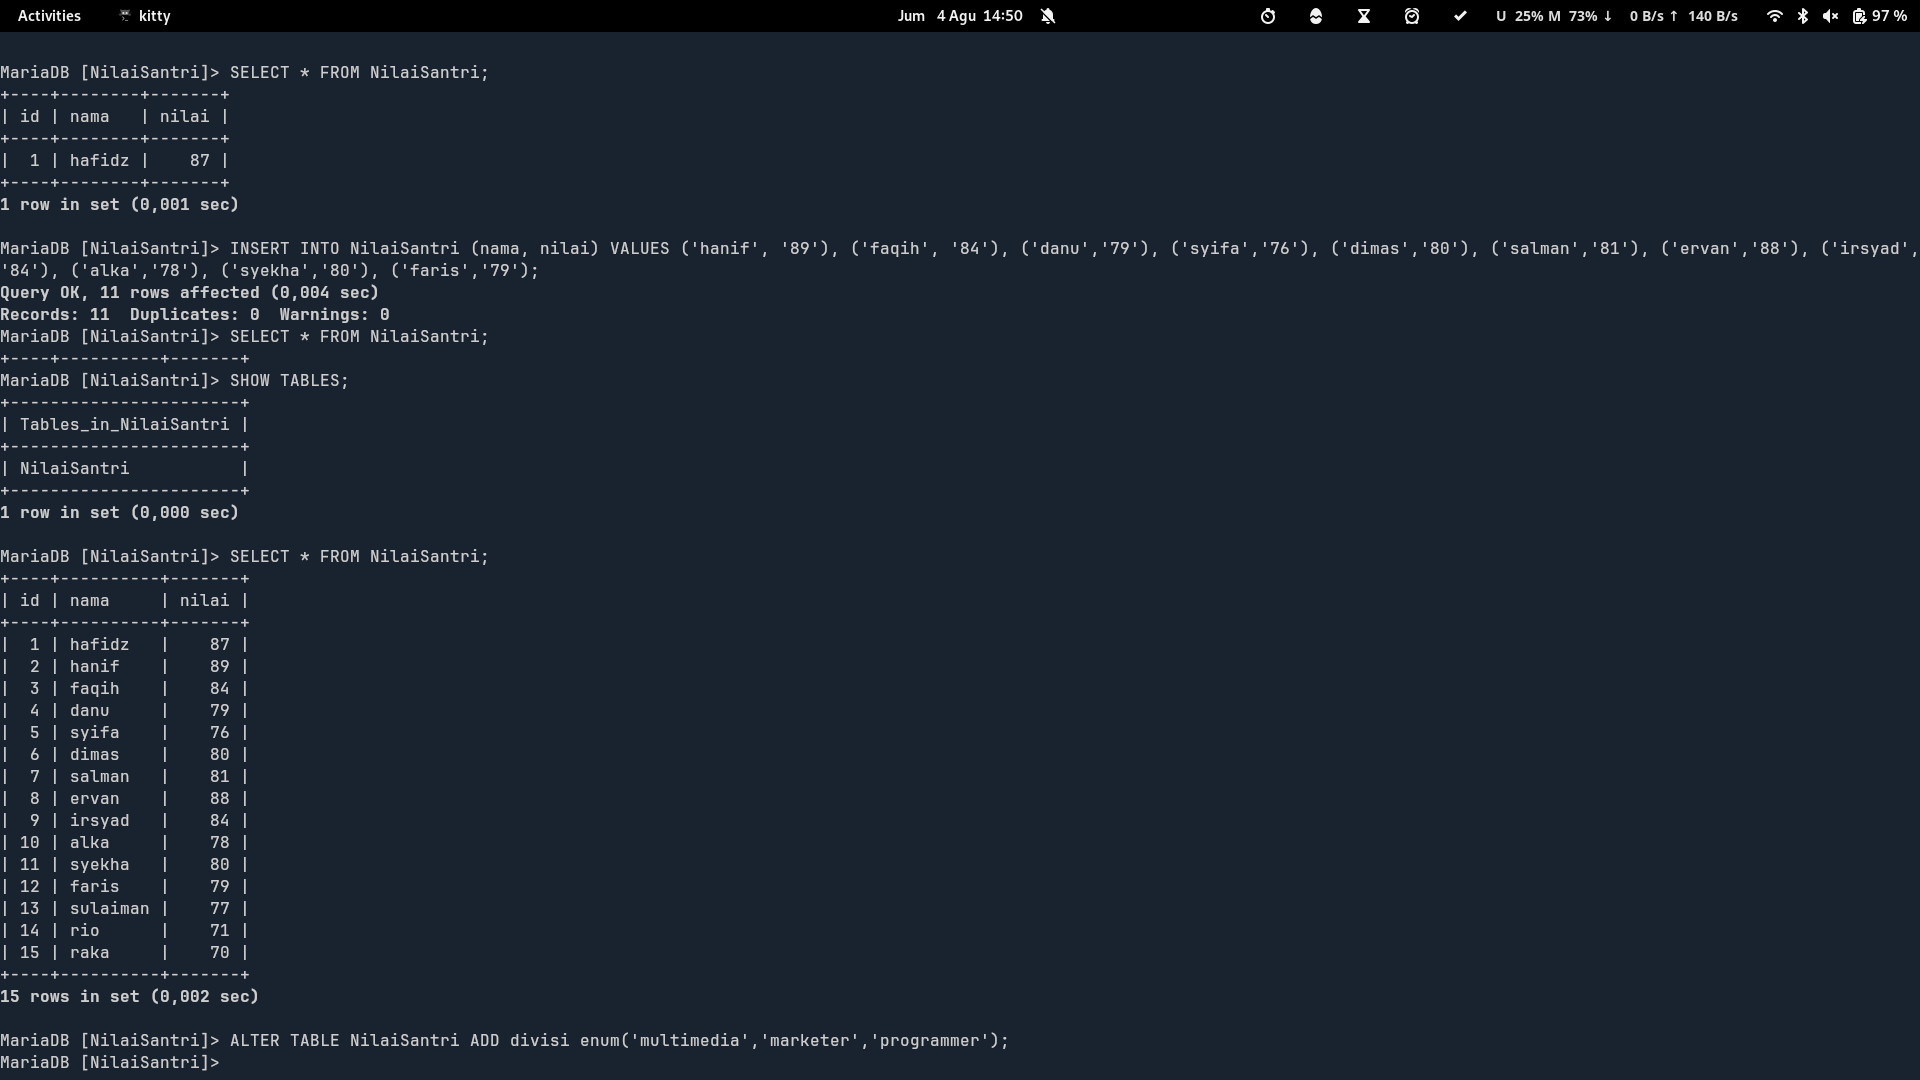 Activities kitty Jum 4 Agu 14:50 U 25% M 73% ↓ 0 B/s ↑ 140 B/s 97 %
MariaDB [NilaiSantri]> SELECT * FROM NilaiSantri;
+----+--------+-------+
| id | nama   | nilai |
+----+--------+-------+
|  1 | hafidz |    87 |
+----+--------+-------+
1 row in set (0,001 sec)
MariaDB [NilaiSantri]> INSERT INTO NilaiSantri (nama, nilai) VALUES ('hanif', '89'), ('faqih', '84'), ('danu','79'), ('syifa','76'), ('dimas','80'), ('salman','81'), ('ervan','88'), ('irsyad',
'84'), ('alka','78'), ('syekha','80'), ('faris','79');
Query OK, 11 rows affected (0,004 sec)
Records: 11  Duplicates: 0  Warnings: 0
MariaDB [NilaiSantri]> SELECT * FROM NilaiSantri;
+----+----------+-------+
MariaDB [NilaiSantri]> SHOW TABLES;
+-----------------------+
| Tables_in_NilaiSantri |
+-----------------------+
| NilaiSantri           |
+-----------------------+
1 row in set (0,000 sec)
MariaDB [NilaiSantri]> SELECT * FROM NilaiSantri;
+----+----------+-------+
| id | nama     | nilai |
+----+----------+-------+
|  1 | hafidz   |    87 |
|  2 | hanif    |    89 |
|  3 | faqih    |    84 |
|  4 | danu     |    79 |
|  5 | syifa    |    76 |
|  6 | dimas    |    80 |
|  7 | salman   |    81 |
|  8 | ervan    |    88 |
|  9 | irsyad   |    84 |
| 10 | alka     |    78 |
| 11 | syekha   |    80 |
| 12 | faris    |    79 |
| 13 | sulaiman |    77 |
| 14 | rio      |    71 |
| 15 | raka     |    70 |
+----+----------+-------+
15 rows in set (0,002 sec)
MariaDB [NilaiSantri]> ALTER TABLE NilaiSantri ADD divisi enum('multimedia','marketer','programmer');
MariaDB [NilaiSantri]>